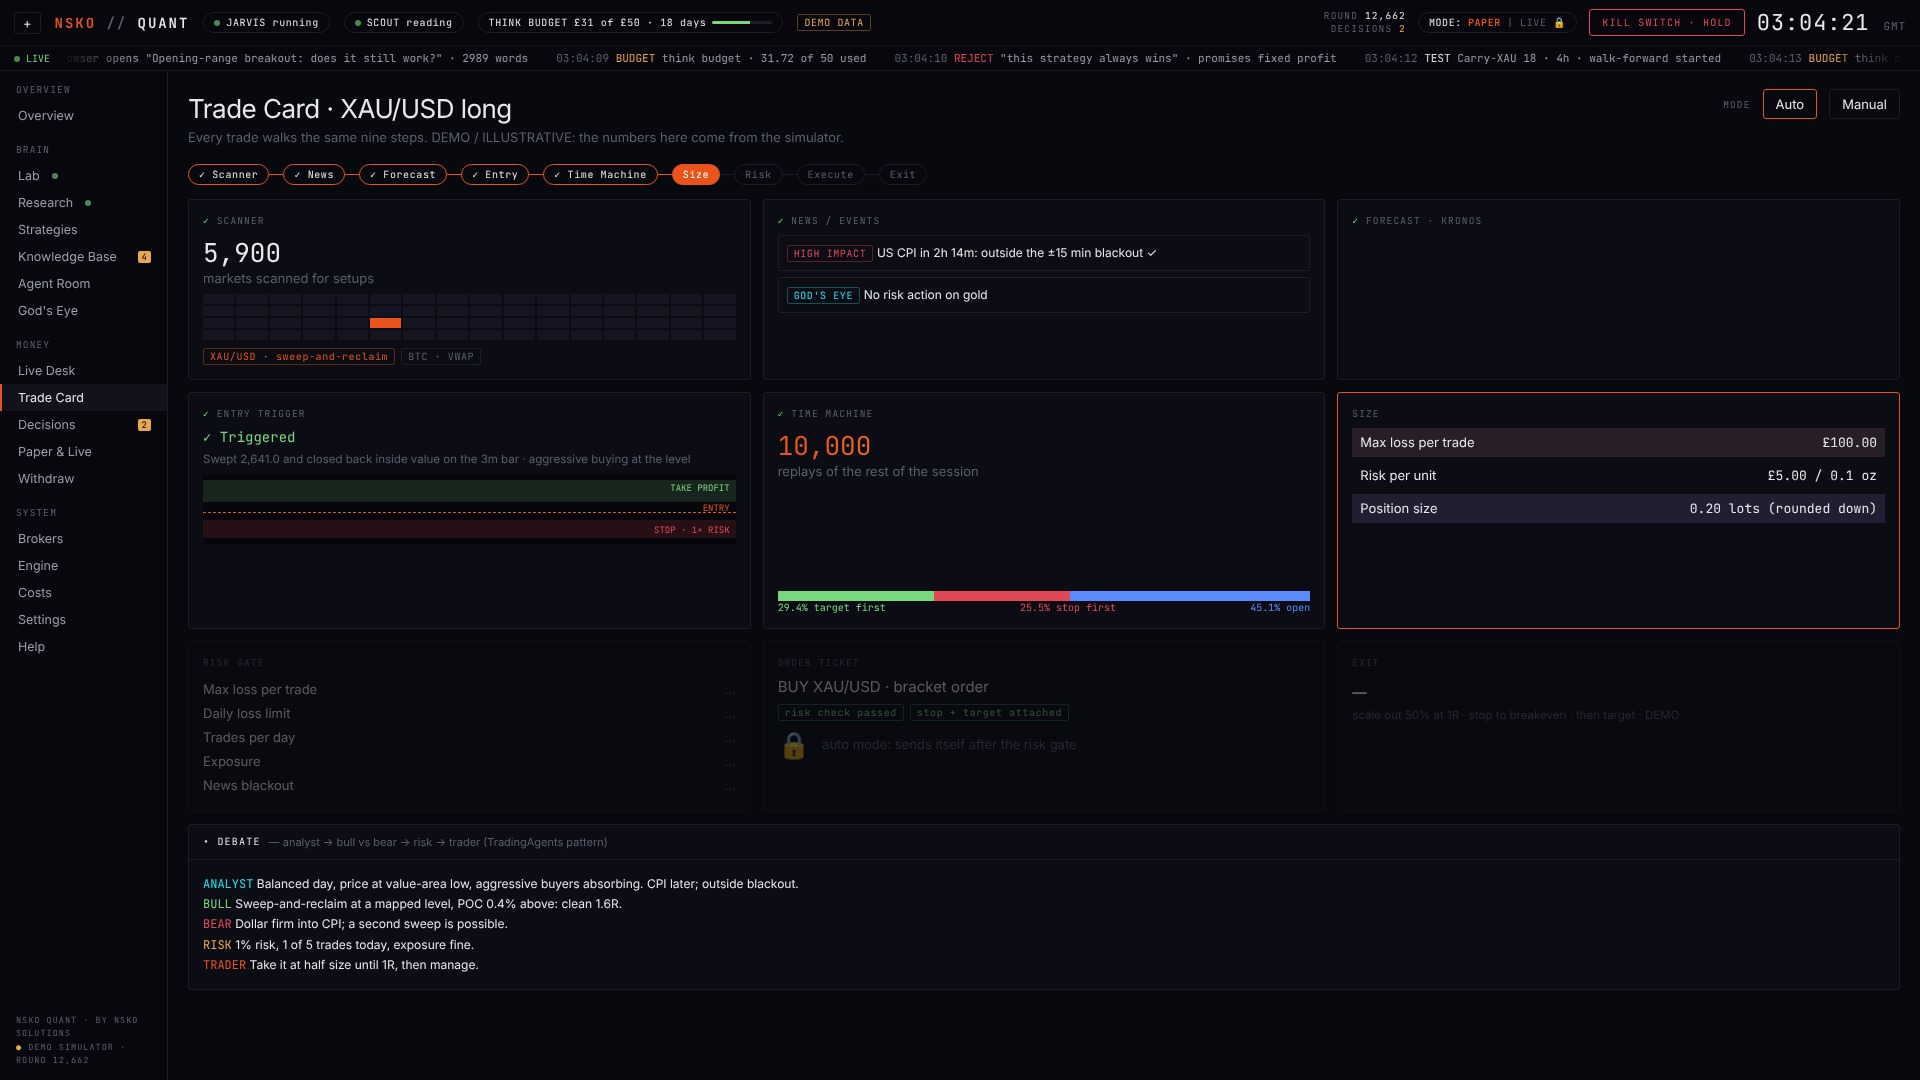 + NSKO // QUANT JARVIS running SCOUT reading THINK BUDGET £31 of £50 · 18 days DEMO DATA ROUND 12,662 DECISIONS 2 MODE: PAPER | LIVE 🔒 KILL SWITCH · HOLD 03:04:21 GMT
LIVE opens "Opening-range breakout: does it still work?" · 2989 words 03:04:09 BUDGET think budget · 31.72 of 50 used 03:04:10 REJECT "this strategy always wins" · promises fixed profit 03:04:12 TEST Carry-XAU 18 · 4h · walk-forward started 03:04:13 BUDGET think
OVERVIEW
Overview
BRAIN
Lab
Research
Strategies
Knowledge Base 4
Agent Room
God's Eye
MONEY
Live Desk
Trade Card
Decisions 2
Paper & Live
Withdraw
SYSTEM
Brokers
Engine
Costs
Settings
Help
NSKO QUANT · BY NSKO
SOLUTIONS
DEMO SIMULATOR ·
ROUND 12,662
Trade Card · XAU/USD long
MODE Auto Manual
Every trade walks the same nine steps. DEMO / ILLUSTRATIVE: the numbers here come from the simulator.
✓ Scanner ✓ News ✓ Forecast ✓ Entry ✓ Time Machine Size Risk Execute Exit
✓ SCANNER
5,900
markets scanned for setups
XAU/USD · sweep-and-reclaim BTC · VWAP
✓ NEWS / EVENTS
HIGH IMPACT US CPI in 2h 14m: outside the ±15 min blackout ✓
GOD'S EYE No risk action on gold
✓ FORECAST · KRONOS
✓ ENTRY TRIGGER
✓ Triggered
Swept 2,641.0 and closed back inside value on the 3m bar · aggressive buying at the level
TAKE PROFIT
ENTRY
STOP · 1× RISK
✓ TIME MACHINE
10,000
replays of the rest of the session
29.4% target first 25.5% stop first 45.1% open
SIZE
Max loss per trade £100.00
Risk per unit £5.00 / 0.1 oz
Position size 0.20 lots (rounded down)
RISK GATE
Max loss per trade …
Daily loss limit …
Trades per day …
Exposure …
News blackout …
ORDER TICKET
BUY XAU/USD · bracket order
risk check passed stop + target attached
🔒 auto mode: sends itself after the risk gate
EXIT
—
scale out 50% at 1R · stop to breakeven · then target · DEMO
• DEBATE — analyst → bull vs bear → risk → trader (TradingAgents pattern)
ANALYST Balanced day, price at value-area low, aggressive buyers absorbing. CPI later; outside blackout.
BULL Sweep-and-reclaim at a mapped level, POC 0.4% above: clean 1.6R.
BEAR Dollar firm into CPI; a second sweep is possible.
RISK 1% risk, 1 of 5 trades today, exposure fine.
TRADER Take it at half size until 1R, then manage.